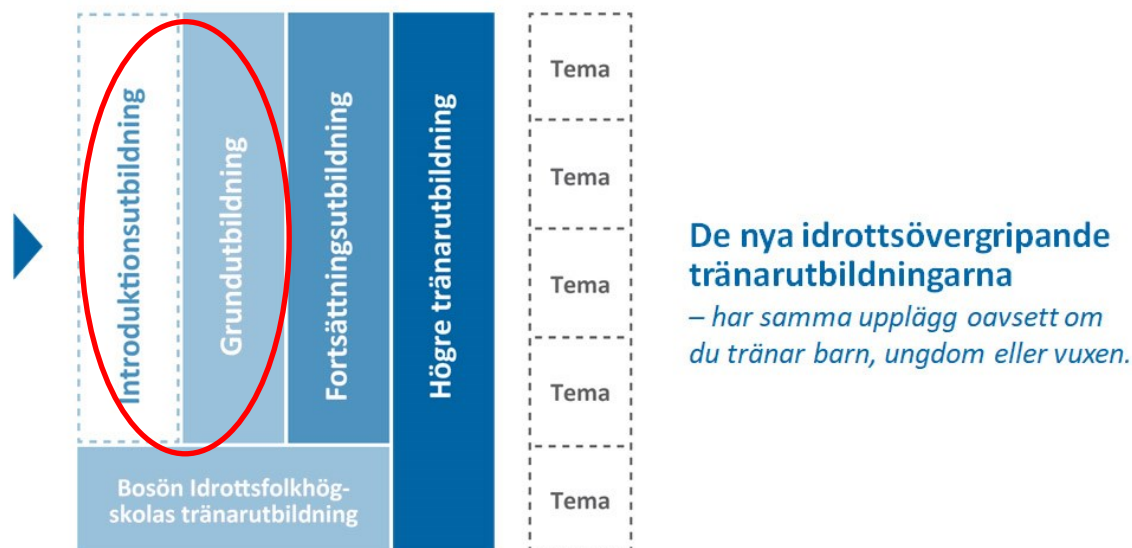 Introduktionsutbildning
Grundutbildning
Fortsättningsutbildning
Högre tränarutbildning
Bosön Idrottsfolkhög-
skolas tränarutbildning
Tema
Tema
Tema
Tema
Tema
De nya idrottsövergripande
tränarutbildningarna
– har samma upplägg oavsett om
du tränar barn, ungdom eller vuxen.